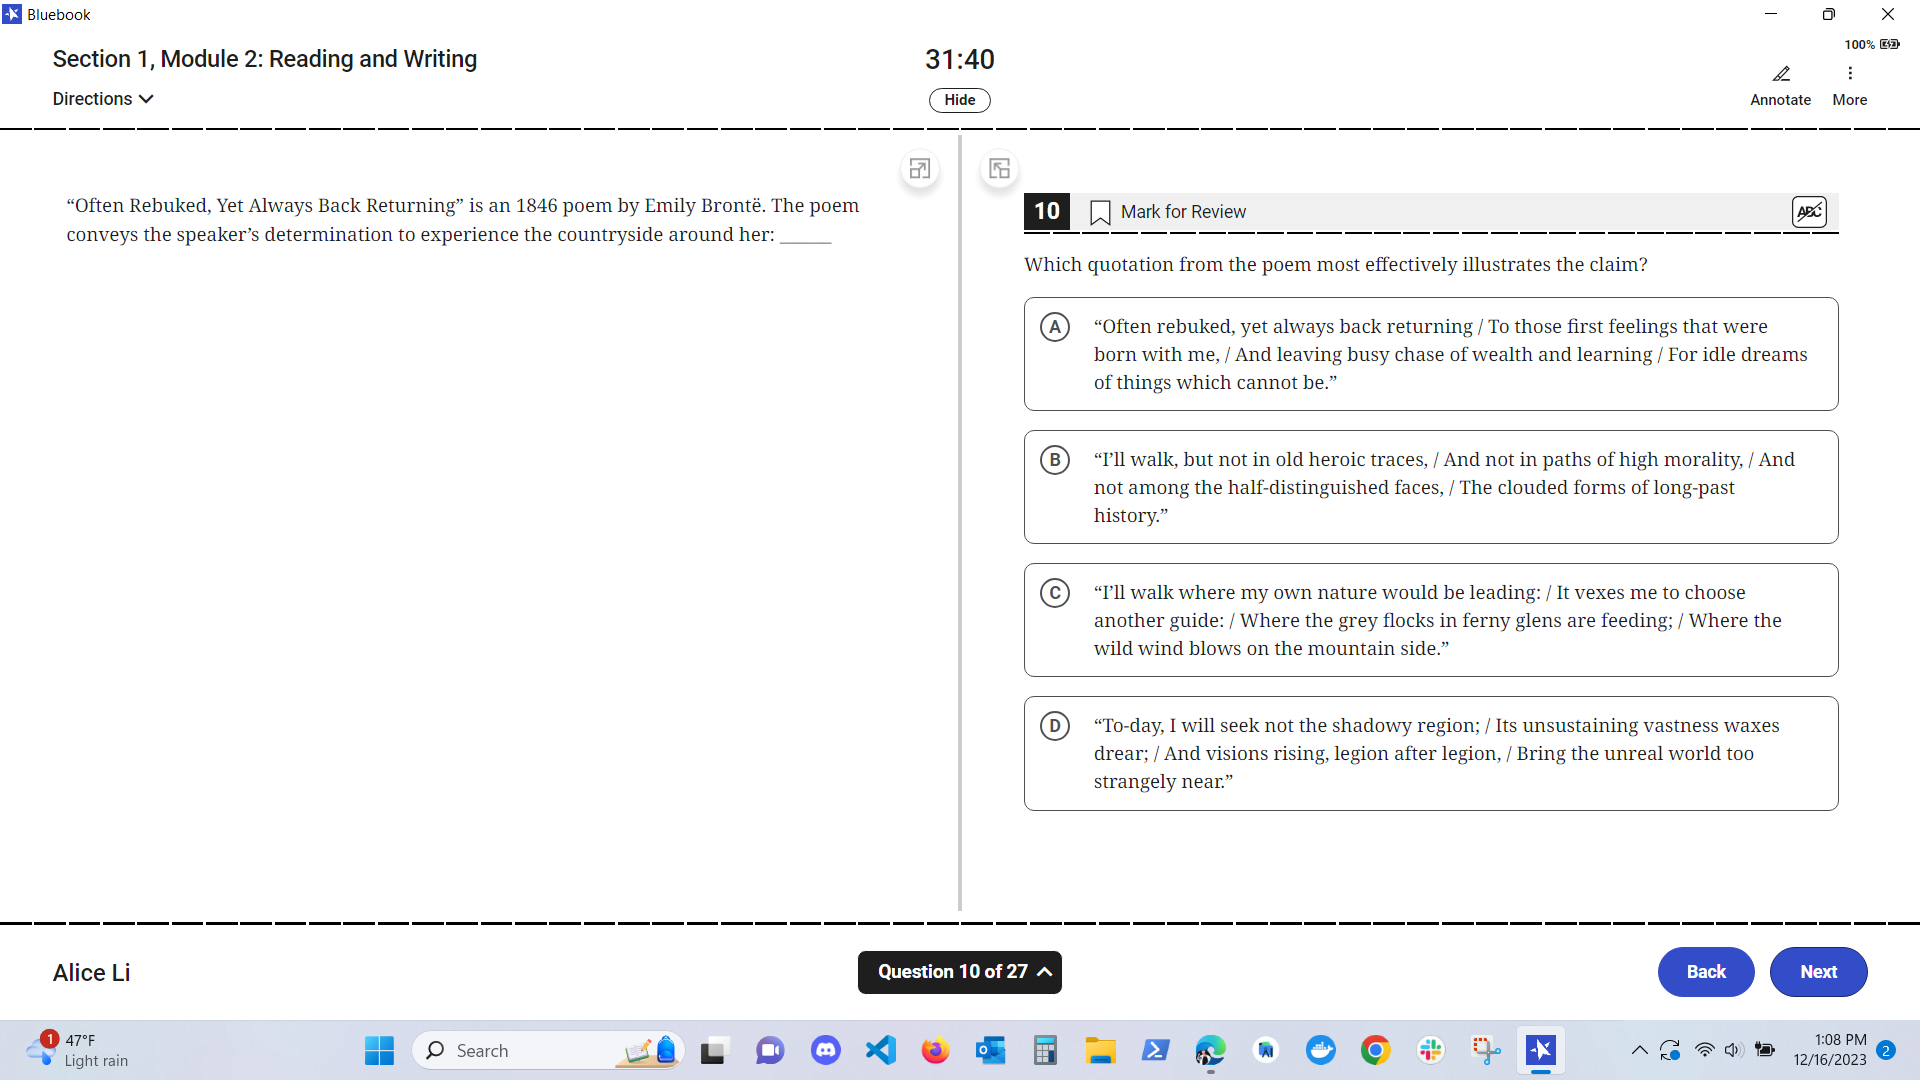 Bluebook
100%
Section 1, Module 2: Reading and Writing
31:40
Directions
Hide
Annotate
More
“Often Rebuked, Yet Always Back Returning” is an 1846 poem by Emily Brontë. The poem
conveys the speaker’s determination to experience the countryside around her: ______
10
Mark for Review
ABC
Which quotation from the poem most effectively illustrates the claim?
A
“Often rebuked, yet always back returning / To those first feelings that were
born with me, / And leaving busy chase of wealth and learning / For idle dreams
of things which cannot be.”
B
“I’ll walk, but not in old heroic traces, / And not in paths of high morality, / And
not among the half-distinguished faces, / The clouded forms of long-past
history.”
C
“I’ll walk where my own nature would be leading: / It vexes me to choose
another guide: / Where the grey flocks in ferny glens are feeding; / Where the
wild wind blows on the mountain side.”
D
“To-day, I will seek not the shadowy region; / Its unsustaining vastness waxes
drear; / And visions rising, legion after legion, / Bring the unreal world too
strangely near.”
Alice Li
Question 10 of 27
Back
Next
1
47°F
Light rain
Search
1:08 PM
12/16/2023
2